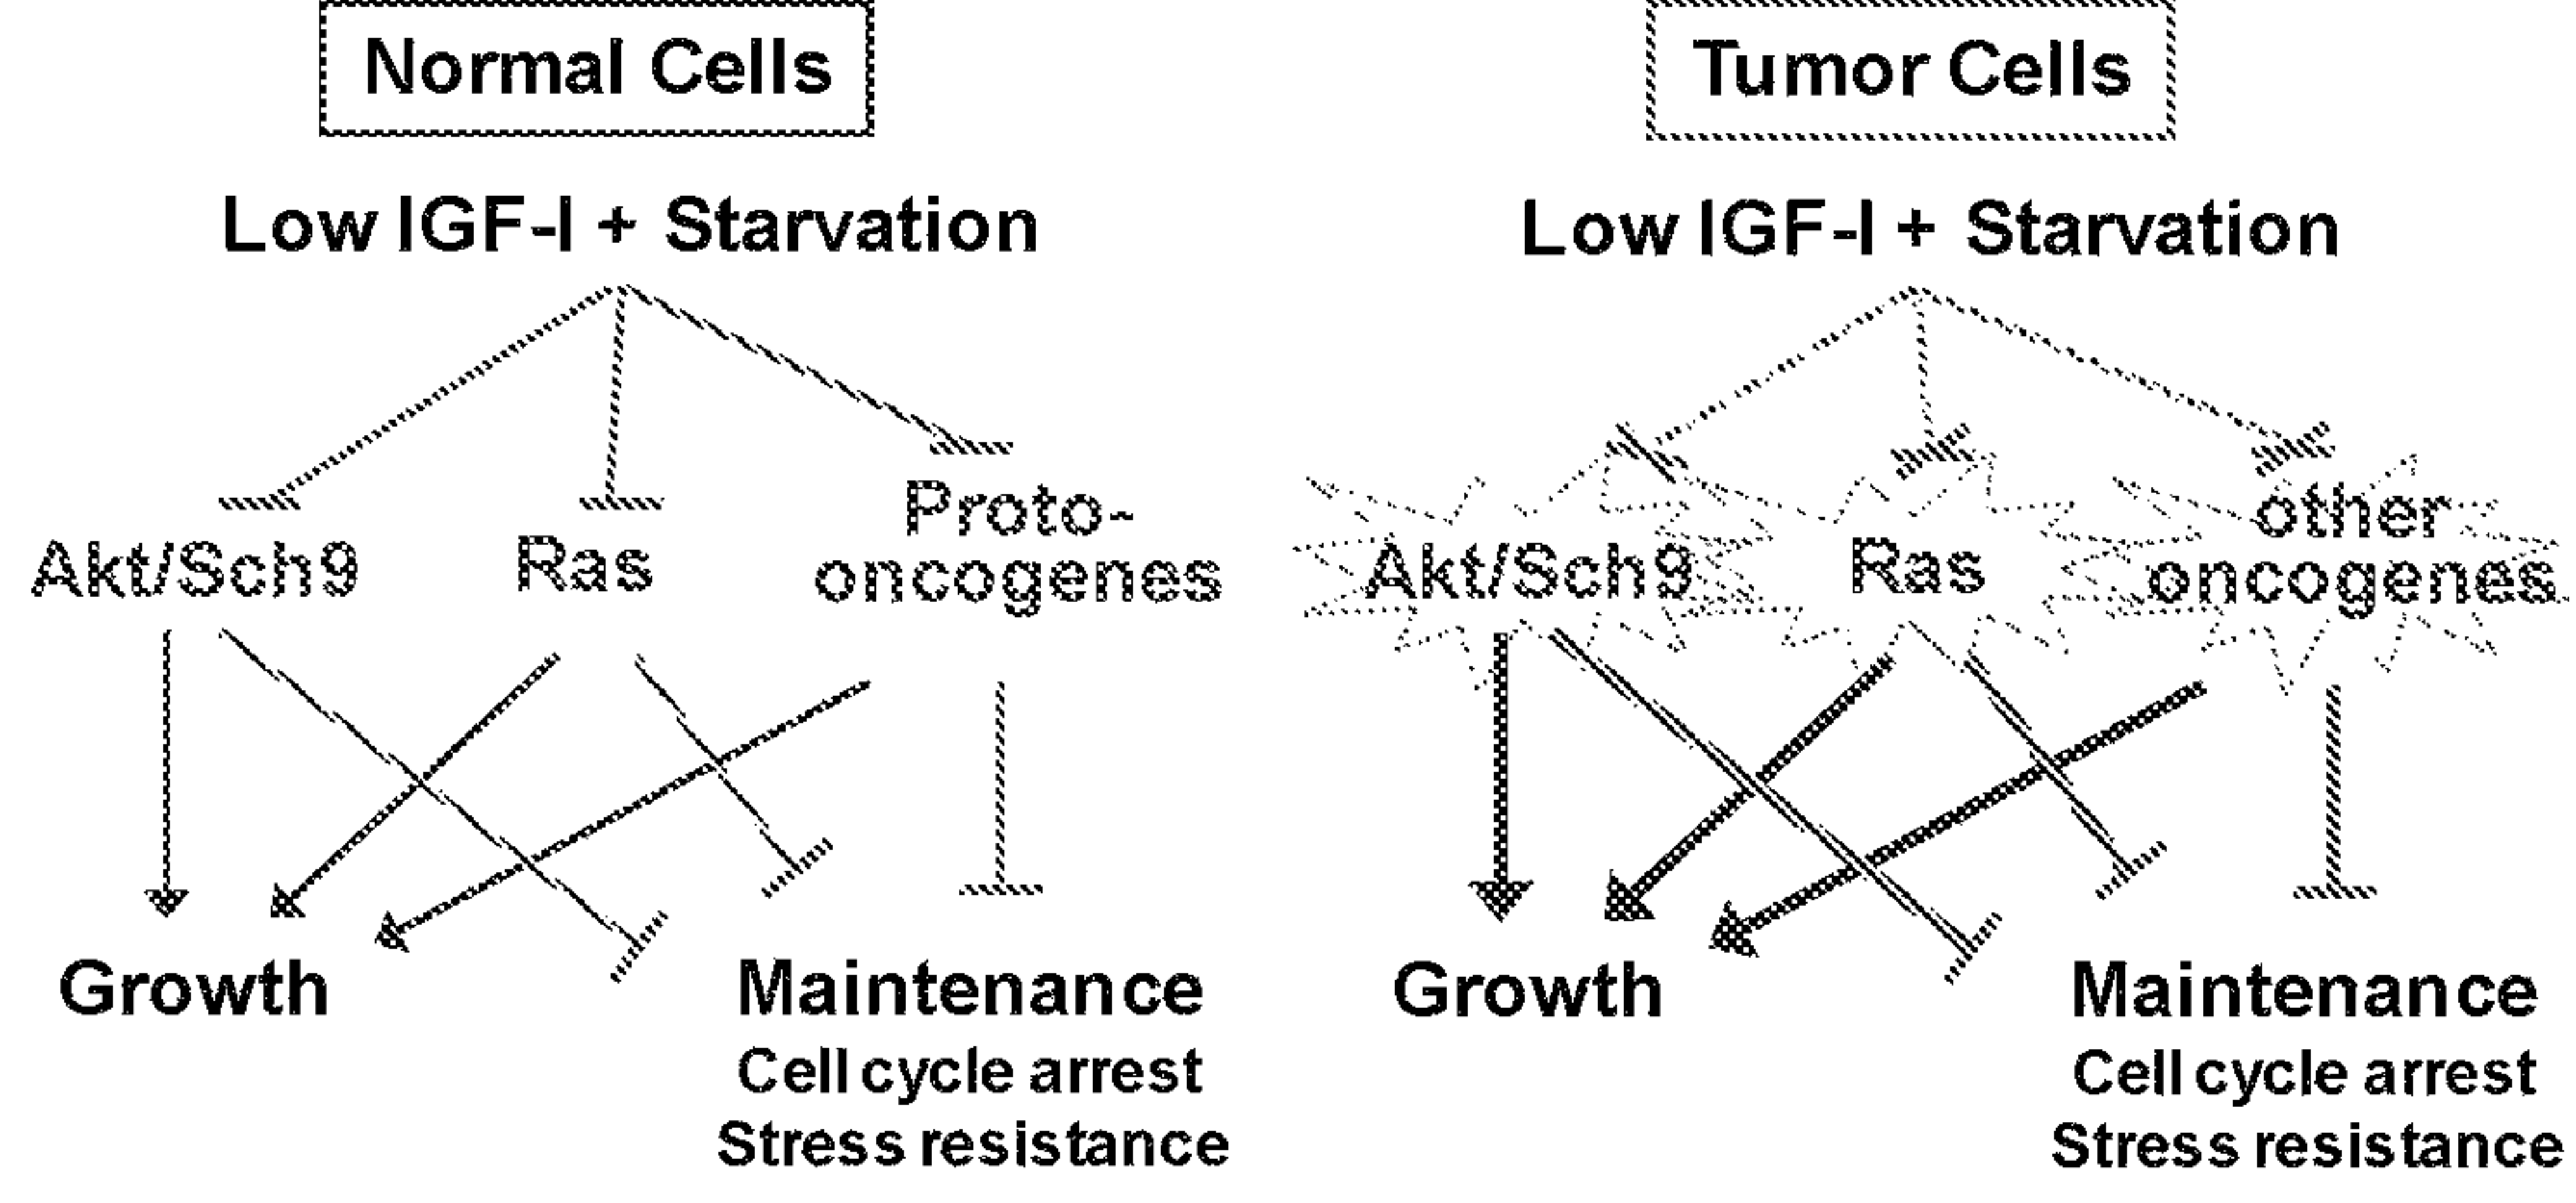 Normal Cells
Low IGF-I + Starvation
Akt/Sch9
Ras
Proto-
oncogenes
Growth
Maintenance
Cell cycle arrest
Stress resistance
Tumor Cells
Low IGF-I + Starvation
Akt/Sch9
Ras
other
oncogenes
Growth
Maintenance
Cell cycle arrest
Stress resistance